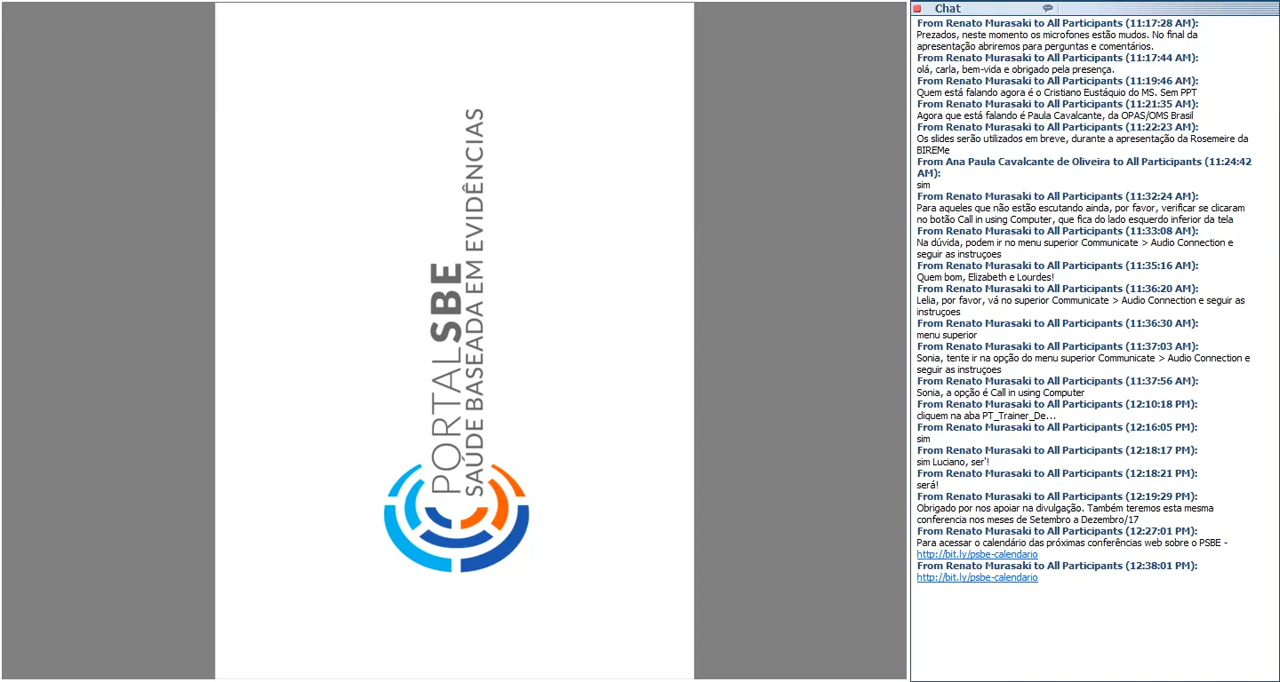 PORTALSBE
SAÚDE BASEADA EM EVIDÊNCIAS
Chat
From Renato Murasaki to All Participants (11:17:28 AM):
Prezados, neste momento os microfones estão mudos. No final da
apresentação abriremos para perguntas e comentários.
From Renato Murasaki to All Participants (11:17:44 AM):
olá, carla, bem-vida e obrigado pela presença.
From Renato Murasaki to All Participants (11:19:46 AM):
Quem está falando agora é o Cristiano Eustáquio do MS. Sem PPT
From Renato Murasaki to All Participants (11:21:35 AM):
Agora que está falando é Paula Cavalcante, da OPAS/OMS Brasil
From Renato Murasaki to All Participants (11:22:23 AM):
Os slides serão utilizados em breve, durante a apresentação da Rosemeire da
BIREMe
From Ana Paula Cavalcante de Oliveira to All Participants (11:24:42
AM):
sim
From Renato Murasaki to All Participants (11:32:24 AM):
Para aqueles que não estão escutando ainda, por favor, verificar se clicaram
no botão Call in using Computer, que fica do lado esquerdo inferior da tela
From Renato Murasaki to All Participants (11:33:08 AM):
Na dúvida, podem ir no menu superior Communicate > Audio Connection e
seguir as instruçoes
From Renato Murasaki to All Participants (11:35:16 AM):
Quem bom, Elizabeth e Lourdes!
From Renato Murasaki to All Participants (11:36:20 AM):
Lelia, por favor, vá no superior Communicate > Audio Connection e seguir as
instruçoes
From Renato Murasaki to All Participants (11:36:30 AM):
menu superior
From Renato Murasaki to All Participants (11:37:03 AM):
Sonia, tente ir na opção do menu superior Communicate > Audio Connection e
seguir as instruçoes
From Renato Murasaki to All Participants (11:37:56 AM):
Sonia, a opção é Call in using Computer
From Renato Murasaki to All Participants (12:10:18 PM):
cliquem na aba PT_Trainer_De...
From Renato Murasaki to All Participants (12:16:05 PM):
sim
From Renato Murasaki to All Participants (12:18:17 PM):
sim Luciano, ser'!
From Renato Murasaki to All Participants (12:18:21 PM):
será!
From Renato Murasaki to All Participants (12:19:29 PM):
Obrigado por nos apoiar na divulgação. Também teremos esta mesma
conferencia nos meses de Setembro a Dezembro/17
From Renato Murasaki to All Participants (12:27:01 PM):
Para acessar o calendário das próximas conferências web sobre o PSBE -
http://bit.ly/psbe-calendario
From Renato Murasaki to All Participants (12:38:01 PM):
http://bit.ly/psbe-calendario